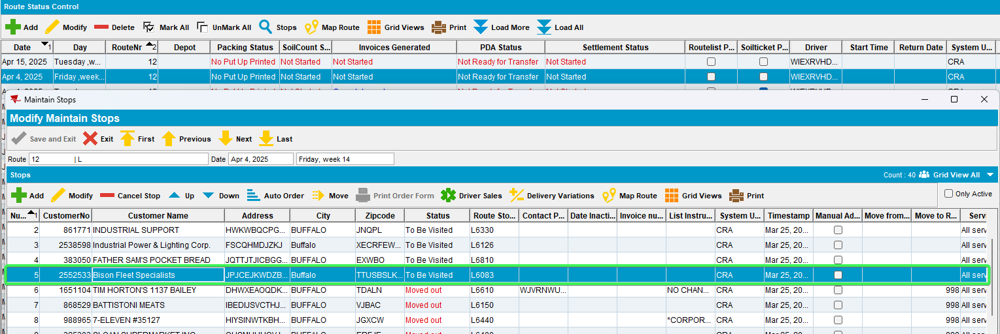 Route Status Control
Add Modify Delete Mark All UnMark All Stops Map Route Grid Views Print Load More Load All
Date 1 Day RouteNr 2 Depot Packing Status SoilCount S... Invoices Generated PDA Status Settlement Status Routelist P... Soilticket P... Driver Start Time Return Date System U...
Apr 15, 2025 Tuesday ,w... 12 No Put Up Printed Not Started Not Started Not Ready for Transfer Not Started WIEXRVHD... CRA
Apr 4, 2025 Friday ,week... 12 No Put Up Printed Not Started Not Started Not Ready for Transfer Not Started WIEXRVHD... CRA
Maintain Stops
Modify Maintain Stops
Save and Exit Exit First Previous Next Last
Route 12 | L Date Apr 4, 2025 Friday, week 14
Stops Count : 40 Grid View All
Add Modify Cancel Stop Up Down Auto Order Move Print Order Form Driver Sales Delivery Variations Map Route Grid Views Print Only Active
Nu... 1 CustomerNo Customer Name Address City Zipcode Status Route Sto... Contact P... Date Inacti... Invoice nu... List Instru... System U... Timestamp Manual Ad... Move from... Move to R... Servi
2 861771 INDUSTRIAL SUPPORT HWKWBQCPG... BUFFALO JNQPL To Be Visited L6330 CRA Mar 25, 20... All serv
3 2538598 Industrial Power & Lighting Corp. FSCQHMDJZKJ Buffalo XECRFEW... To Be Visited L6126 CRA Mar 25, 20... All serv
4 383050 FATHER SAM'S POCKET BREAD JQTTJTJICBGG... BUFFALO EXWBO To Be Visited L6810 CRA Mar 25, 20... All serv
5 2552533 Bison Fleet Specialists JPJCEJKWDZB... Buffalo TTUSBSLK... To Be Visited L6083 CRA Mar 25, 20... All serv
6 1651104 TIM HORTON'S 1137 BAILEY DHWXEAOQDK... BUFFALO TDALN Moved out L6610 WJVRNWU... NO CHAN... CRA Mar 25, 20... 998 All serv
7 868529 BATTISTONI MEATS IBEDIJSVCTHJ... BUFFALO VJBAC Moved out L6150 CRA Mar 25, 20... 998 All serv
8 988965 7-ELEVEN #35127 HIYSINWTKBH... BUFFALO JGXCW Moved out L6440 *CORPOR... CRA Mar 25, 20... 998 All serv